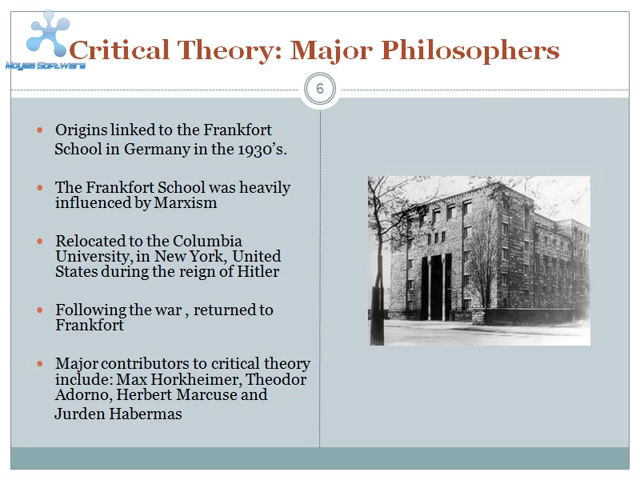 Critical Theory: Major Philosophers
Moyea Software
6
Origins linked to the Frankfort
School in Germany in the 1930's.
The Frankfort School was heavily
influenced by Marxism
Relocated to the Columbia
University, in New York, United
States during the reign of Hitler
Following the war , returned to
Frankfort
Major contributors to critical theory
include: Max Horkheimer, Theodor
Adorno, Herbert Marcuse and
Jurden Habermas